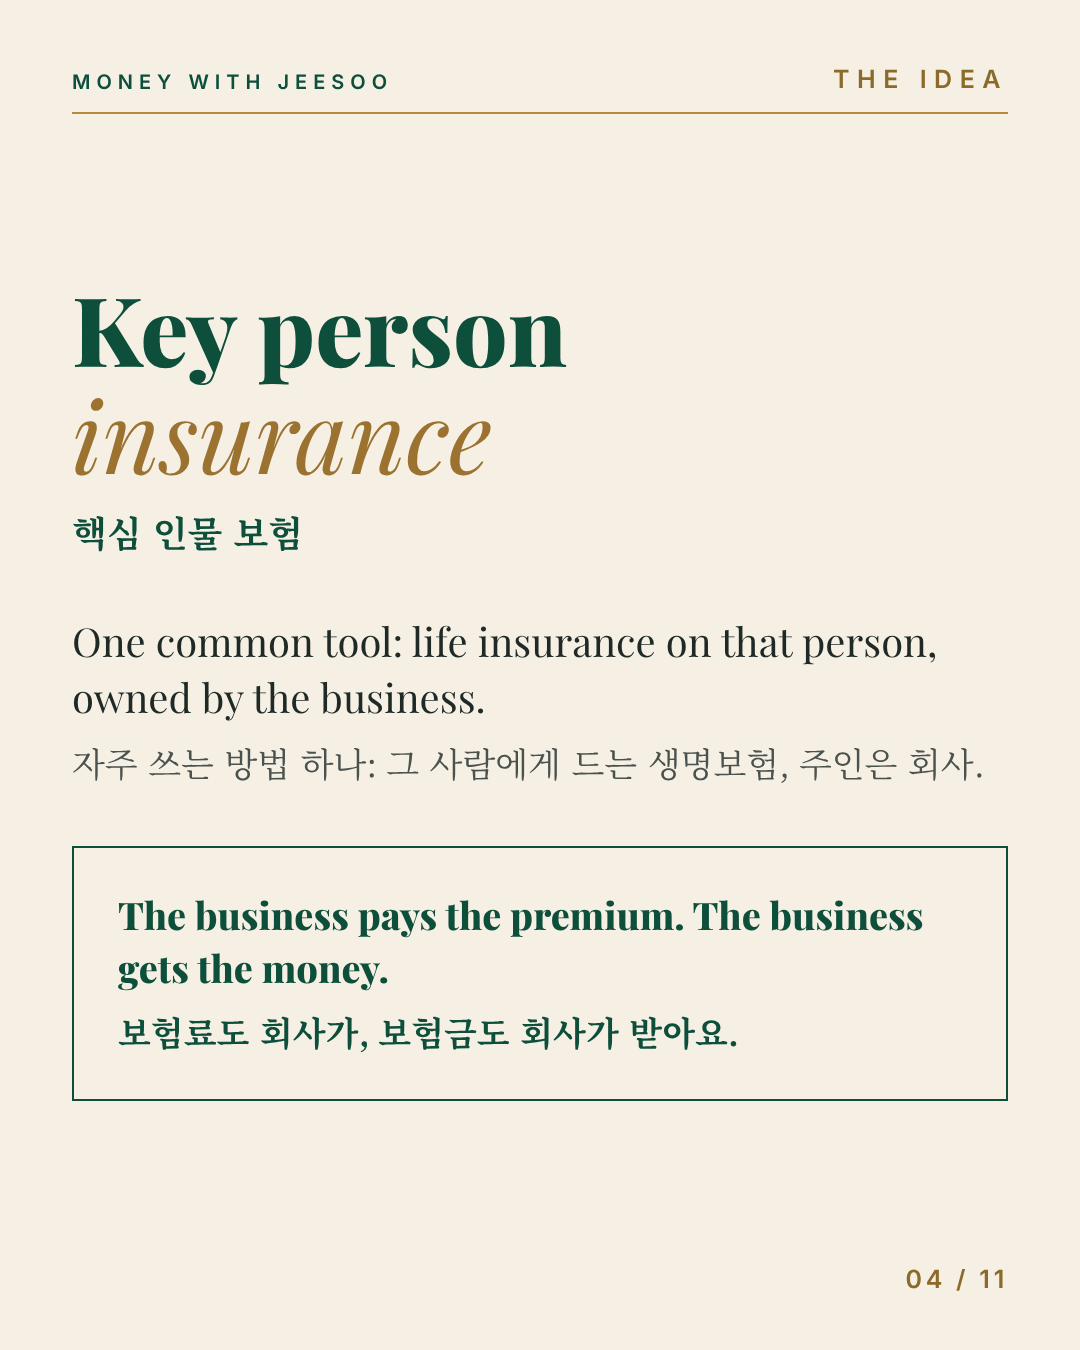 MONEY WITH JEESOO
THE IDEA
Key person
insurance
핵심 인물 보험
One common tool: life insurance on that person,
owned by the business.
자주 쓰는 방법 하나: 그 사람에게 드는 생명보험, 주인은 회사.
The business pays the premium. The business
gets the money.
보험료도 회사가, 보험금도 회사가 받아요.
04 / 11